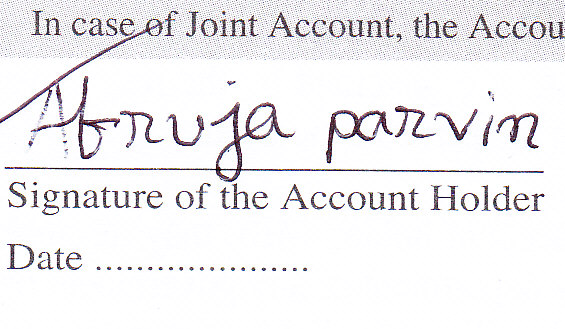 In case of Joint Account, the Accou
Afruja parvin
Signature of the Account Holder
Date .....................